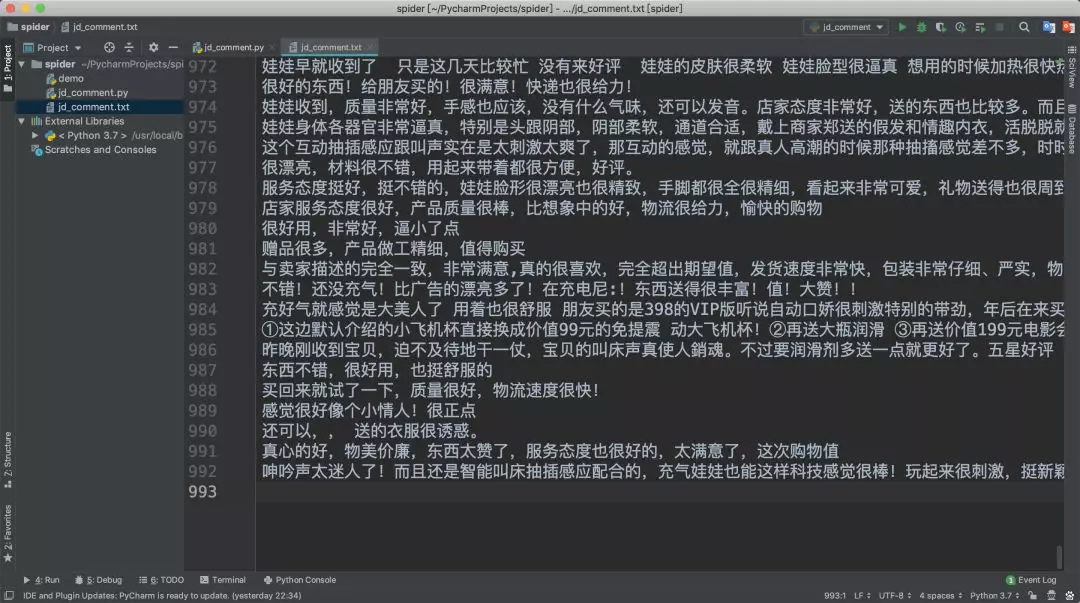 spider [~/PycharmProjects/spider] - .../jd_comment.txt [spider]
spider jd_comment.txt
jd_comment
Project
jd_comment.py
jd_comment.txt
1: Project
spider ~/PycharmProjects/spi
demo
jd_comment.py
jd_comment.txt
External Libraries
< Python 3.7 > /usr/local/b
Scratches and Consoles
972 娃娃早就收到了 只是这几天比较忙 没有来好评 娃娃的皮肤很柔软 娃娃脸型很逼真 想用的时候加热很快
973 很好的东西！给朋友买的！很满意！快递也很给力！
974 娃娃收到，质量非常好，手感也应该，没有什么气味，还可以发音。店家态度非常好，送的东西也比较多。而且
975 娃娃身体各器官非常逼真，特别是头跟阴部，阴部柔软，通道合适，戴上商家郑送的假发和情趣内衣，活脱脱就
976 这个互动抽插感应跟叫声实在是太刺激太爽了，那互动的感觉，就跟真人高潮的时候那种抽搐感觉差不多，时时
977 很漂亮，材料很不错，用起来带着都很方便，好评。
978 服务态度挺好，挺不错的，娃娃脸形很漂亮也很精致，手脚都很全很精细，看起来非常可爱，礼物送得也很周到
979 店家服务态度很好，产品质量很棒，比想象中的好，物流很给力，愉快的购物
980 很好用，非常好，逼小了点
981 赠品很多，产品做工精细，值得购买
982 与卖家描述的完全一致，非常满意,真的很喜欢，完全超出期望值，发货速度非常快，包装非常仔细、严实，物
983 不错！还没充气！比广告的漂亮多了！在充电尼:！东西送得很丰富！值！大赞！！
984 充好气就感觉是大美人了 用着也很舒服 朋友买的是398的VIP版听说自动口娇很刺激特别的带劲，年后在来买
985 ①这边默认介绍的小飞机杯直接换成价值99元的免提震 动大飞机杯！②再送大瓶润滑 ③再送价值199元电影会
986 昨晚刚收到宝贝，迫不及待地干一仗，宝贝的叫床声真使人銷魂。不过要润滑剂多送一点就更好了。五星好评
987 东西不错，很好用，也挺舒服的
988 买回来就试了一下，质量很好，物流速度很快！
989 感觉很好像个小情人！很正点
990 还可以，， 送的衣服很诱惑。
991 真心的好，物美价廉，东西太赞了，服务态度也很好的，太满意了，这次购物值
992 呻吟声太迷人了！而且还是智能叫床抽插感应配合的，充气娃娃也能这样科技感觉很棒！玩起来很刺激，挺新颖
993
SciView
Database
Z: Structure
2: Favorites
4: Run
5: Debug
6: TODO
Terminal
Python Console
1 Event Log
IDE and Plugin Updates: PyCharm is ready to update. (yesterday 22:34)
993:1 LF UTF-8 4 spaces Python 3.7